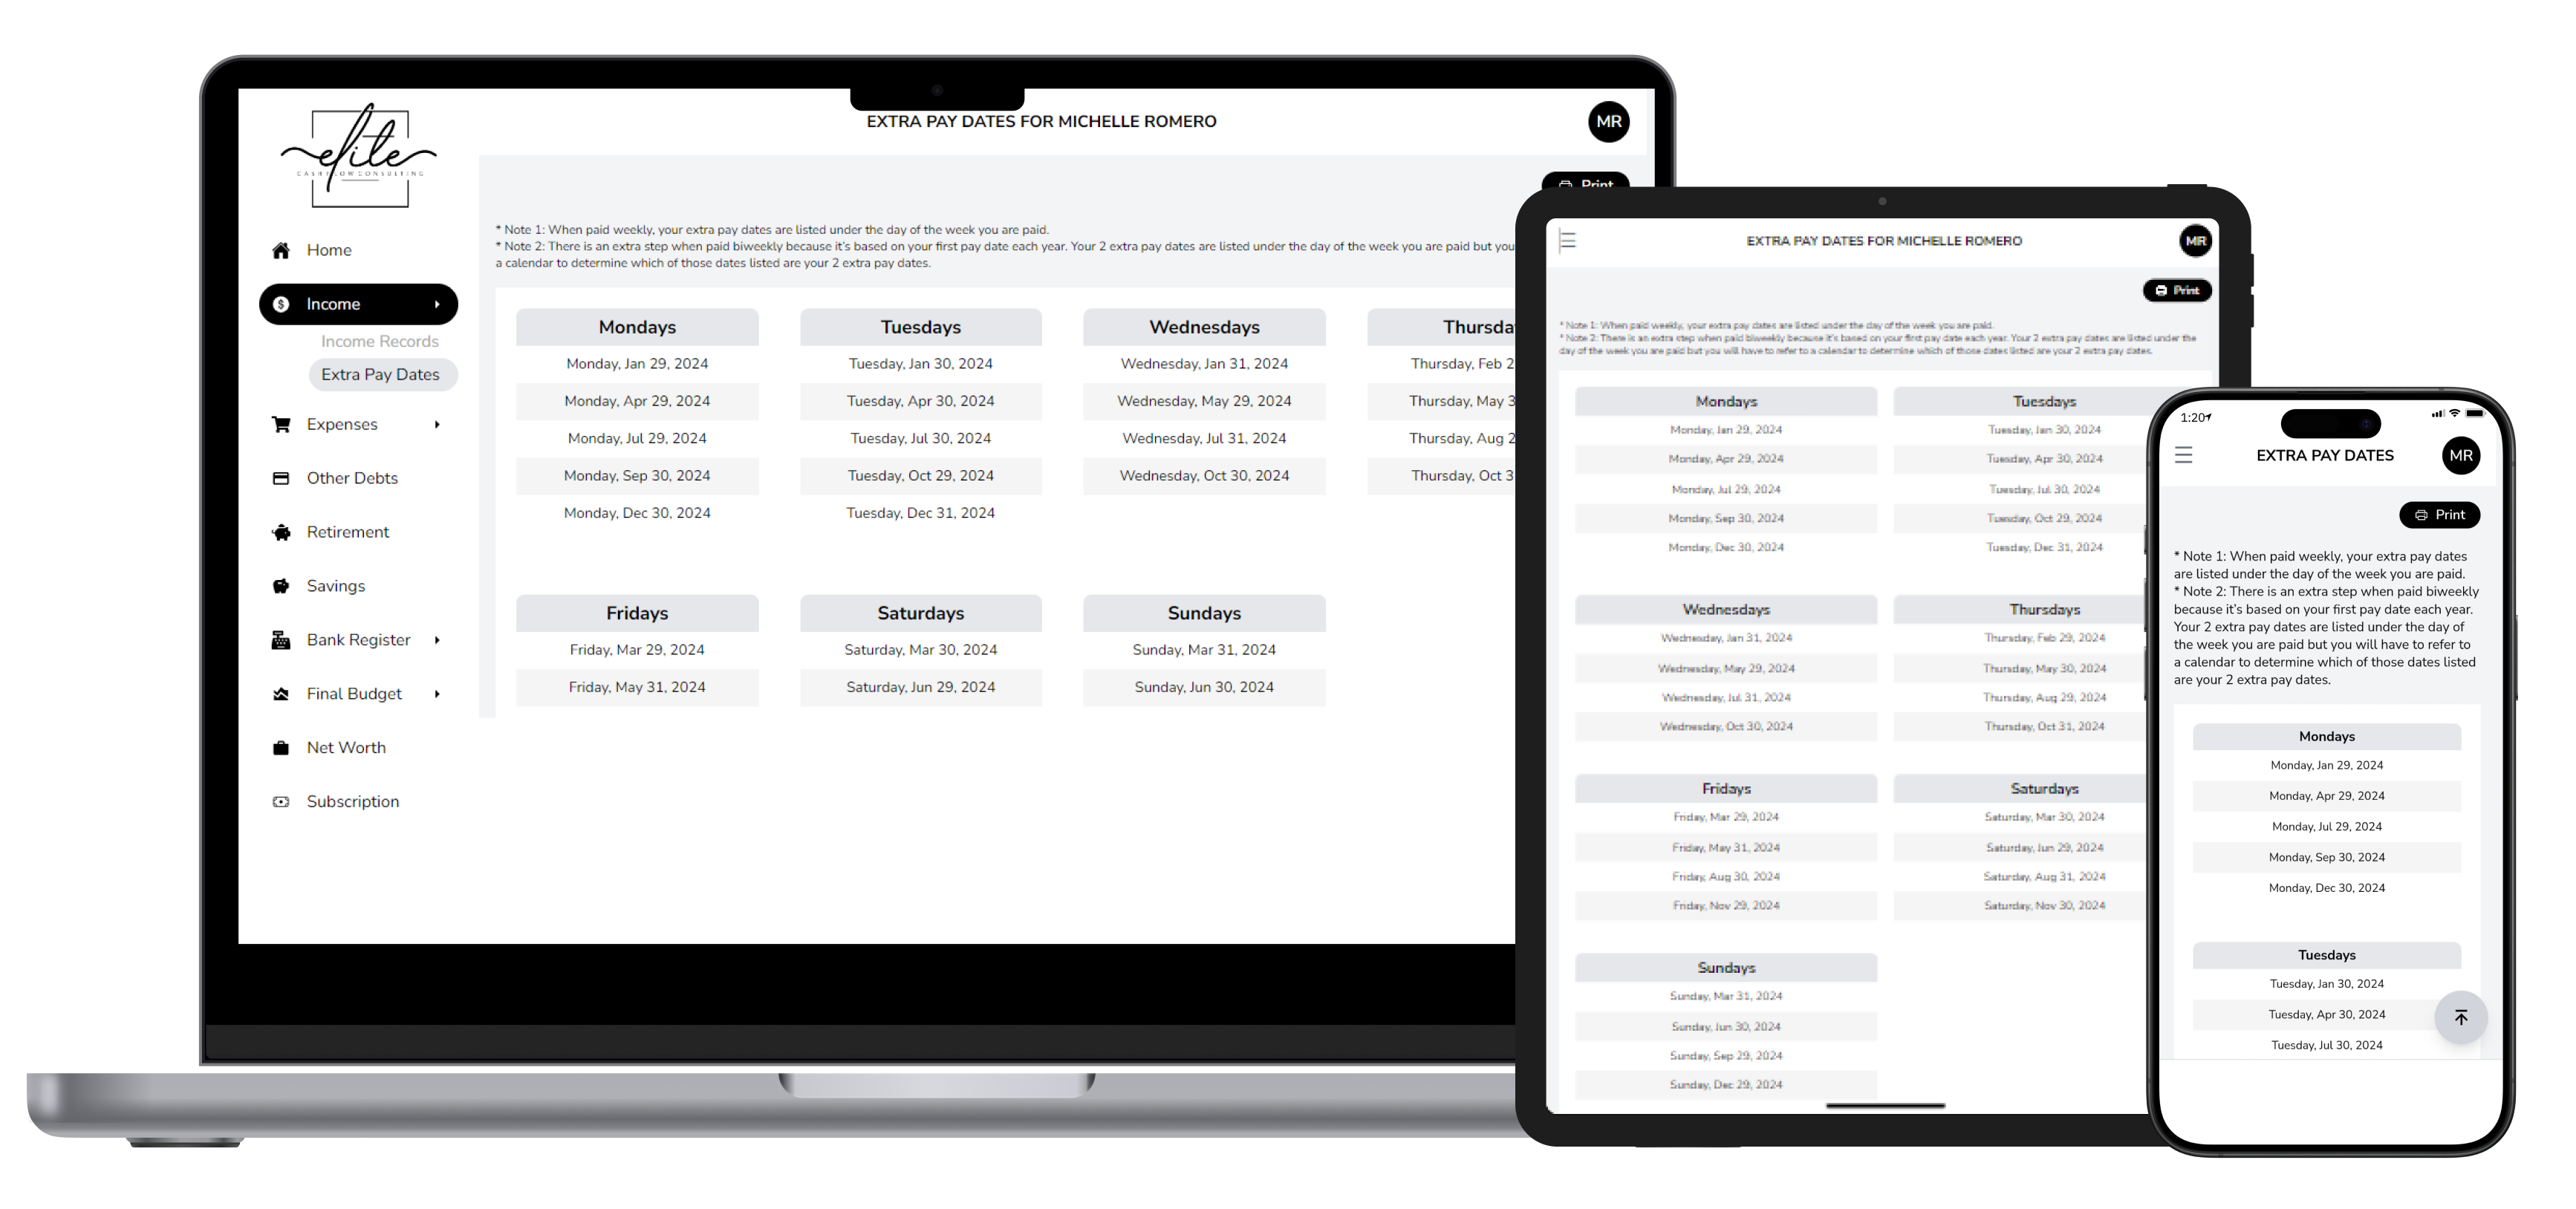 elite
CASH FLOW CONSULTING
EXTRA PAY DATES FOR MICHELLE ROMERO
MR
Print
Home
Income
Income Records
Extra Pay Dates
Expenses
Other Debts
Retirement
Savings
Bank Register
Final Budget
Net Worth
Subscription
* Note 1: When paid weekly, your extra pay dates are listed under the day of the week you are paid.
* Note 2: There is an extra step when paid biweekly because it's based on your first pay date each year. Your 2 extra pay dates are listed under the day of the week you are paid but you
a calendar to determine which of those dates listed are your 2 extra pay dates.
Mondays
Monday, Jan 29, 2024
Monday, Apr 29, 2024
Monday, Jul 29, 2024
Monday, Sep 30, 2024
Monday, Dec 30, 2024
Tuesdays
Tuesday, Jan 30, 2024
Tuesday, Apr 30, 2024
Tuesday, Jul 30, 2024
Tuesday, Oct 29, 2024
Tuesday, Dec 31, 2024
Wednesdays
Wednesday, Jan 31, 2024
Wednesday, May 29, 2024
Wednesday, Jul 31, 2024
Wednesday, Oct 30, 2024
Thursda
Thursday, Feb 2
Thursday, May 3
Thursday, Aug 2
Thursday, Oct 3
Fridays
Friday, Mar 29, 2024
Friday, May 31, 2024
Saturdays
Saturday, Mar 30, 2024
Saturday, Jun 29, 2024
Sundays
Sunday, Mar 31, 2024
Sunday, Jun 30, 2024
EXTRA PAY DATES FOR MICHELLE ROMERO
MR
Print
* Note 1: When paid weekly, your extra pay dates are listed under the day of the week you are paid.
* Note 2: There is an extra step when paid biweekly because it's based on your first pay date each year. Your 2 extra pay dates are listed under the
day of the week you are paid but you will have to refer to a calendar to determine which of those dates listed are your 2 extra pay dates.
Mondays
Monday, Jan 29, 2024
Monday, Apr 29, 2024
Monday, Jul 29, 2024
Monday, Sep 30, 2024
Monday, Dec 30, 2024
Tuesdays
Tuesday, Jan 30, 2024
Tuesday, Apr 30, 2024
Tuesday, Jul 30, 2024
Tuesday, Oct 29, 2024
Tuesday, Dec 31, 2024
Wednesdays
Wednesday, Jan 31, 2024
Wednesday, May 29, 2024
Wednesday, Jul 31, 2024
Wednesday, Oct 30, 2024
Thursdays
Thursday, Feb 29, 2024
Thursday, May 30, 2024
Thursday, Aug 29, 2024
Thursday, Oct 31, 2024
Fridays
Friday, Mar 29, 2024
Friday, May 31, 2024
Friday, Aug 30, 2024
Friday, Nov 29, 2024
Saturdays
Saturday, Mar 30, 2024
Saturday, Jun 29, 2024
Saturday, Aug 31, 2024
Saturday, Nov 30, 2024
Sundays
Sunday, Mar 31, 2024
Sunday, Jun 30, 2024
Sunday, Sep 29, 2024
Sunday, Dec 29, 2024
1:20
EXTRA PAY DATES
MR
Print
* Note 1: When paid weekly, your extra pay dates
are listed under the day of the week you are paid.
* Note 2: There is an extra step when paid biweekly
because it's based on your first pay date each year.
Your 2 extra pay dates are listed under the day of
the week you are paid but you will have to refer to
a calendar to determine which of those dates listed
are your 2 extra pay dates.
Mondays
Monday, Jan 29, 2024
Monday, Apr 29, 2024
Monday, Jul 29, 2024
Monday, Sep 30, 2024
Monday, Dec 30, 2024
Tuesdays
Tuesday, Jan 30, 2024
Tuesday, Apr 30, 2024
Tuesday, Jul 30, 2024